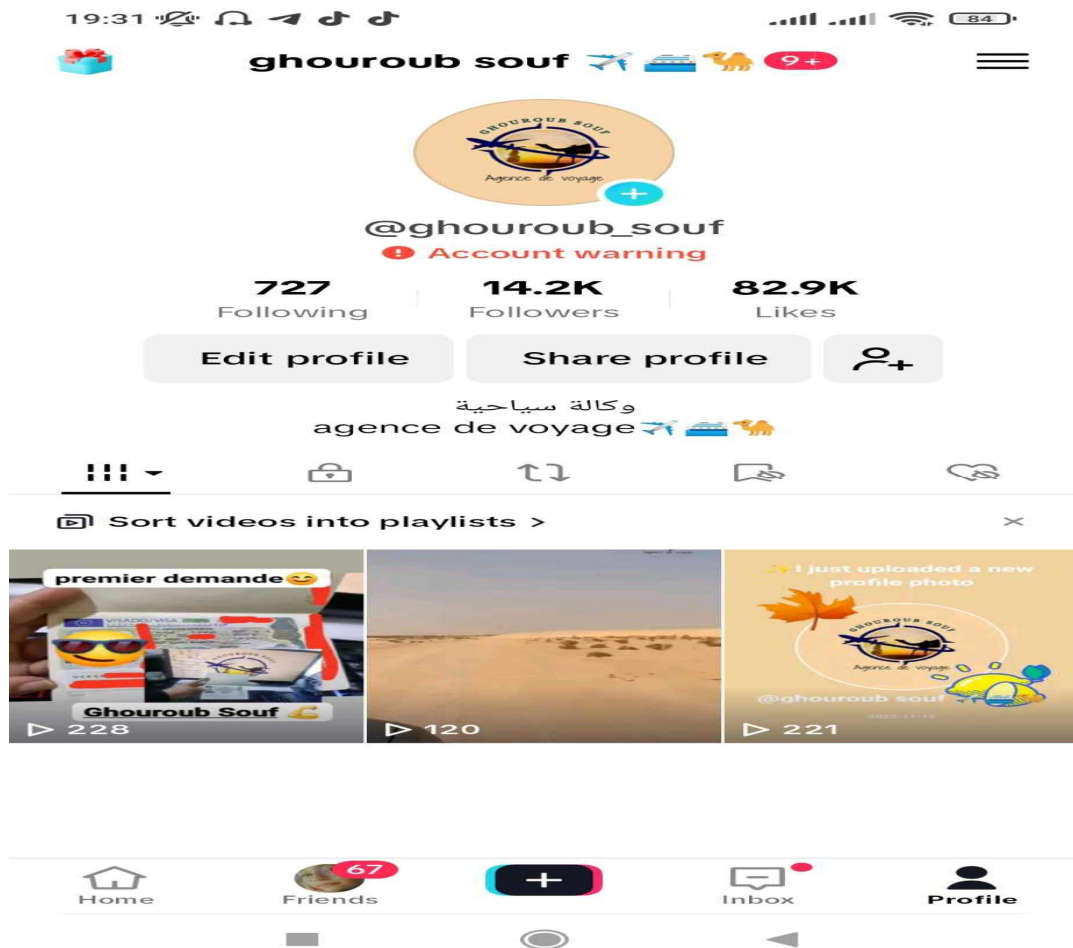 19:31
84
ghouroub souf ✈️ 🛳️ 🐪 9+
GHOUROUB SOUF
Agence de voyage
@ghouroub_souf
Account warning
727 14.2K 82.9K
Following Followers Likes
Edit profile Share profile
وكالة سياحية
agence de voyage✈️🛳️🐪
Sort videos into playlists >
premier demande😊
VISADO/VISA
Ghouroub Souf 💪
228
120
✨I just uploaded a new
profile photo
GHOUROUB SOUF
Agence de voyage
@ghouroub souf
221
67
Home Friends Inbox Profile